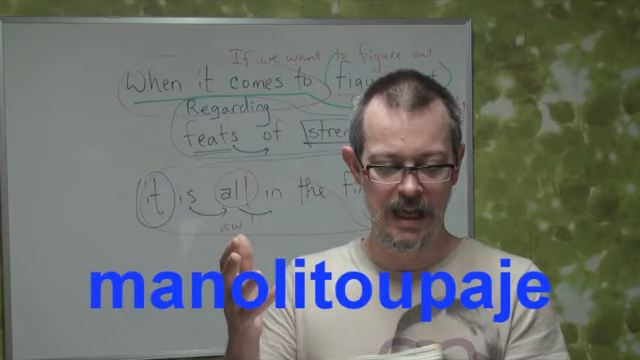 If we want to figure out
When it comes to
Regarding
feats of
it is all in the
aw
manolitoupaje